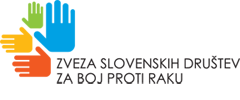 ZVEZA SLOVENSKIH DRUŠTEV
ZA BOJ PROTI RAKU